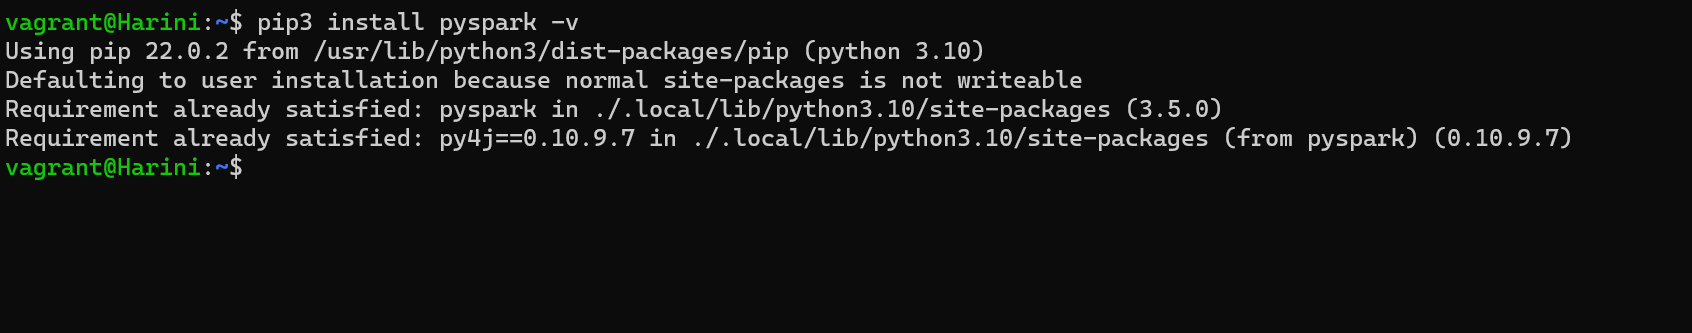 vagrant@Harini:~$ pip3 install pyspark -v
Using pip 22.0.2 from /usr/lib/python3/dist-packages/pip (python 3.10)
Defaulting to user installation because normal site-packages is not writeable
Requirement already satisfied: pyspark in ./.local/lib/python3.10/site-packages (3.5.0)
Requirement already satisfied: py4j==0.10.9.7 in ./.local/lib/python3.10/site-packages (from pyspark) (0.10.9.7)
vagrant@Harini:~$